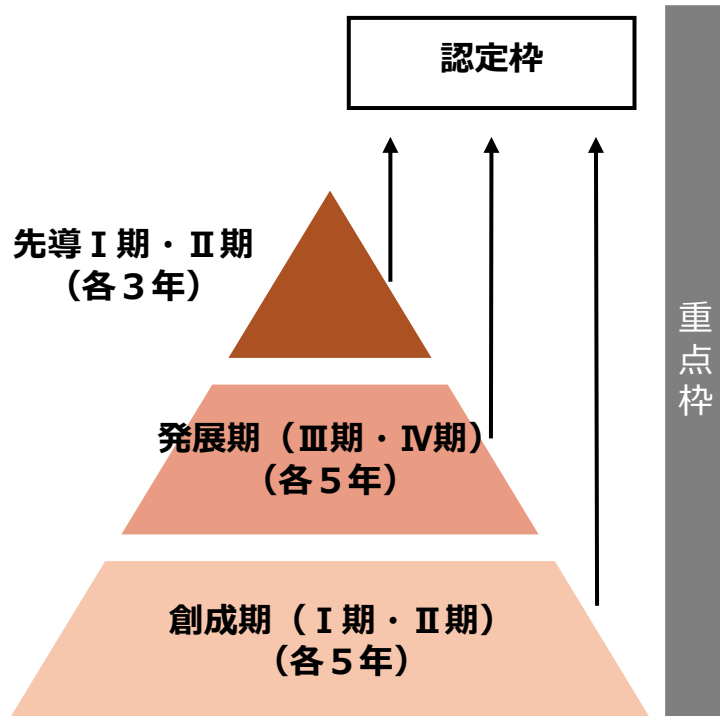 認定枠
先導Ⅰ期・Ⅱ期
（各３年）
発展期（Ⅲ期・Ⅳ期）
（各５年）
創成期（Ⅰ期・Ⅱ期）
（各５年）
重点枠